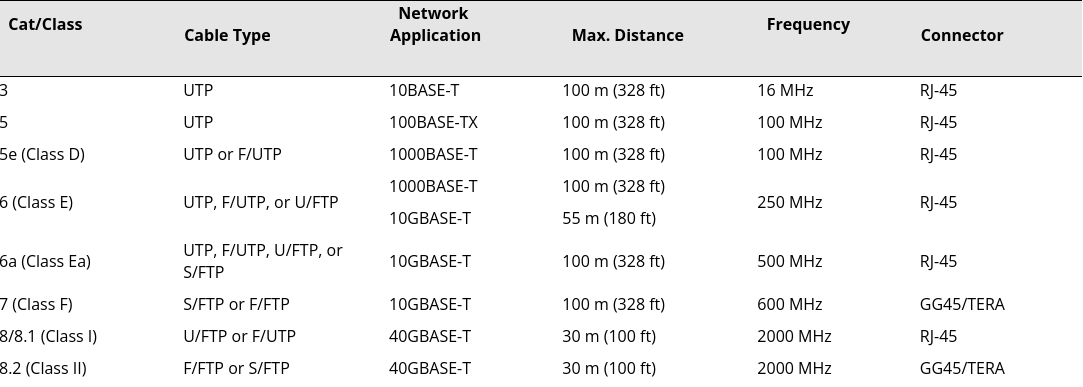 Cat/Class Cable Type Network Application Max. Distance Frequency Connector
3 UTP 10BASE-T 100 m (328 ft) 16 MHz RJ-45
5 UTP 100BASE-TX 100 m (328 ft) 100 MHz RJ-45
5e (Class D) UTP or F/UTP 1000BASE-T 100 m (328 ft) 100 MHz RJ-45
6 (Class E) UTP, F/UTP, or U/FTP 1000BASE-T 100 m (328 ft) 250 MHz RJ-45
10GBASE-T 55 m (180 ft)
6a (Class Ea) UTP, F/UTP, U/FTP, or S/FTP 10GBASE-T 100 m (328 ft) 500 MHz RJ-45
7 (Class F) S/FTP or F/FTP 10GBASE-T 100 m (328 ft) 600 MHz GG45/TERA
8/8.1 (Class I) U/FTP or F/UTP 40GBASE-T 30 m (100 ft) 2000 MHz RJ-45
8.2 (Class II) F/FTP or S/FTP 40GBASE-T 30 m (100 ft) 2000 MHz GG45/TERA